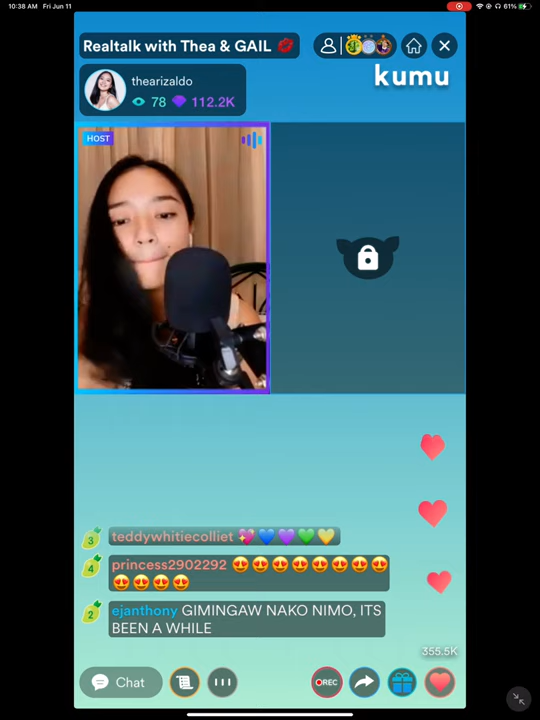 10:38 AM Fri Jun 11
61%
Realtalk with Thea & GAIL 💋
kumu
thearizaldo
78 112.2K
HOST
3 teddywhitiecolliet 💖💙💜💚💛
4 princess2902292 😍😍😍😍😍😍😍😍
😍😍😍😍
2 ejanthony GIMINGAW NAKO NIMO, ITS
BEEN A WHILE
355.5K
Chat
REC